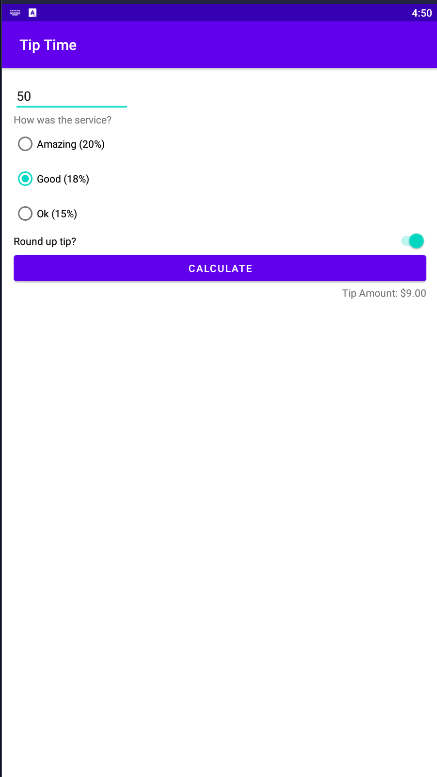 4:50
Tip Time
50
How was the service?
Amazing (20%)
Good (18%)
Ok (15%)
Round up tip?
CALCULATE
Tip Amount: $9.00